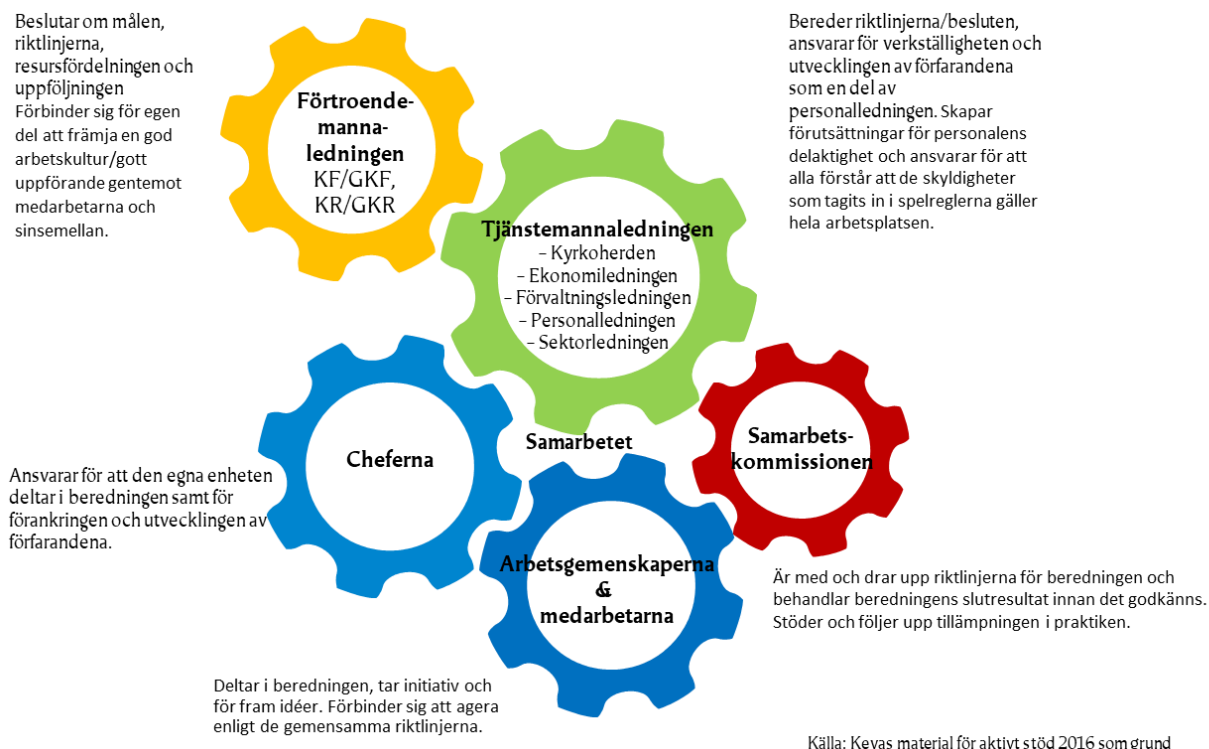 Beslutar om målen,
riktlinjerna,
resursfördelningen och
uppföljningen
Förbinder sig för egen
del att främja en god
arbetskultur/gott
uppförande gentemot
medarbetarna och
sinsemellan.
Förtroende-
manna-
ledningen
KF/GKF,
KR/GKR
Bereder riktlinjerna/besluten,
ansvarar för verkställigheten och
utvecklingen av förfarandena
som en del av
personalledningen. Skapar
förutsättningar för personalens
delaktighet och ansvarar för att
alla förstår att de skyldigheter
som tagits in i spelreglerna gäller
hela arbetsplatsen.
Tjänstemannaledningen
– Kyrkoherden
– Ekonomiledningen
– Förvaltningsledningen
– Personalledningen
– Sektorledningen
Cheferna
Samarbetet
Samarbets-
kommissionen
Ansvarar för att den egna enheten
deltar i beredningen samt för
förankringen och utvecklingen av
förfarandena.
Arbetsgemenskaperna
&
medarbetarna
Är med och drar upp riktlinjerna för beredningen och
behandlar beredningens slutresultat innan det godkänns.
Stöder och följer upp tillämpningen i praktiken.
Deltar i beredningen, tar initiativ och
för fram idéer. Förbinder sig att agera
enligt de gemensamma riktlinjerna.
Källa: Kevas material för aktivt stöd 2016 som grund